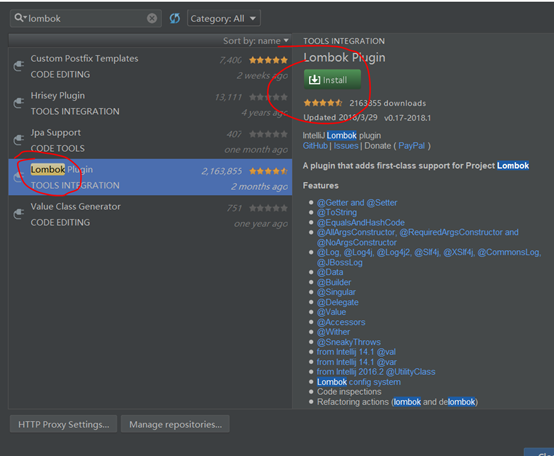 lombok
Category: All
Sort by: name
Custom Postfix Templates
7,400
CODE EDITING
2 weeks ago
Hrisey Plugin
13,111
TOOLS INTEGRATION
4 years ago
Jpa Support
407
CODE TOOLS
one month ago
Lombok Plugin
2,163,855
TOOLS INTEGRATION
2 months ago
Value Class Generator
751
CODE EDITING
one year ago
HTTP Proxy Settings...
Manage repositories...
TOOLS INTEGRATION
Lombok Plugin
Install
2163855 downloads
Updated 2018/3/29 v0.17-2018.1
IntelliJ Lombok plugin
GitHub | Issues | Donate ( PayPal )
A plugin that adds first-class support for Project Lombok
Features
@Getter and @Setter
@ToString
@EqualsAndHashCode
@AllArgsConstructor, @RequiredArgsConstructor and
@NoArgsConstructor
@Log, @Log4j, @Log4j2, @Slf4j, @XSlf4j, @CommonsLog,
@JBossLog
@Data
@Builder
@Singular
@Delegate
@Value
@Accessors
@Wither
@SneakyThrows
from Intellij 14.1 @val
from Intellij 14.1 @var
from Intellij 2016.2 @UtilityClass
Lombok config system
Code inspections
Refactoring actions (lombok and delombok)